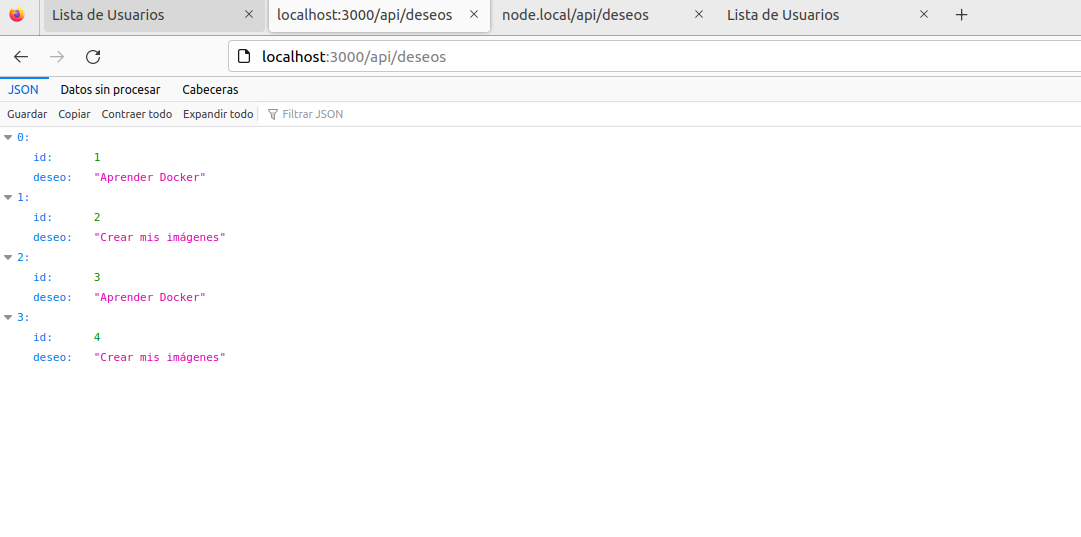 Lista de Usuarios localhost:3000/api/deseos node.local/api/deseos Lista de Usuarios
localhost:3000/api/deseos
JSON Datos sin procesar Cabeceras
Guardar Copiar Contraer todo Expandir todo Filtrar JSON
0:
id: 1
deseo: "Aprender Docker"
1:
id: 2
deseo: "Crear mis imágenes"
2:
id: 3
deseo: "Aprender Docker"
3:
id: 4
deseo: "Crear mis imágenes"